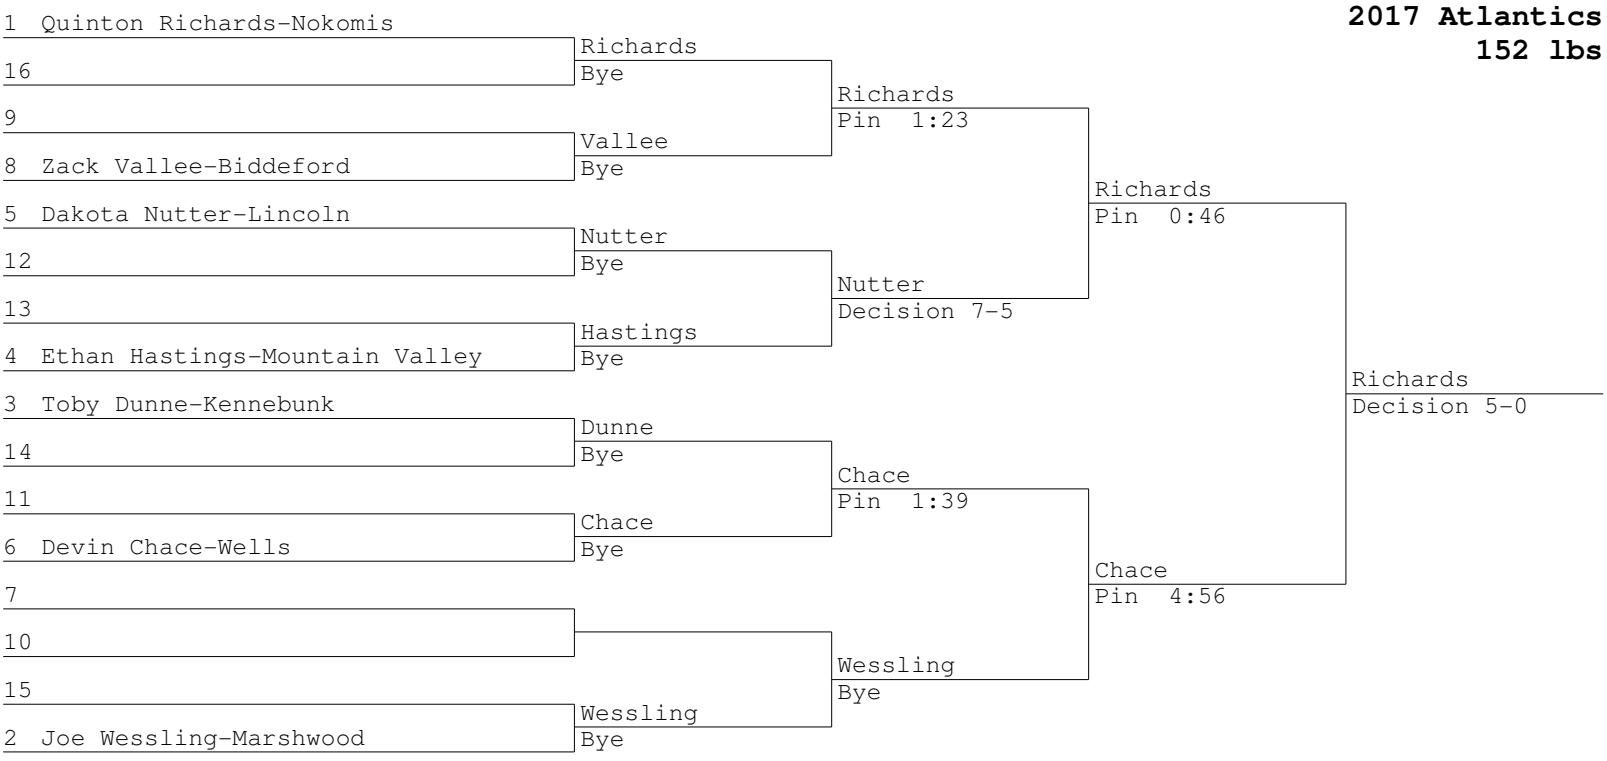 2017 Atlantics
152 lbs
1 Quinton Richards-Nokomis
16
9
8 Zack Vallee-Biddeford
5 Dakota Nutter-Lincoln
12
13
4 Ethan Hastings-Mountain Valley
3 Toby Dunne-Kennebunk
14
11
6 Devin Chace-Wells
7
10
15
2 Joe Wessling-Marshwood
Richards
Bye
Vallee
Bye
Nutter
Bye
Hastings
Bye
Dunne
Bye
Chace
Bye
Wessling
Bye
Richards
Pin 1:23
Nutter
Decision 7-5
Chace
Pin 1:39
Wessling
Bye
Richards
Pin 0:46
Chace
Pin 4:56
Richards
Decision 5-0